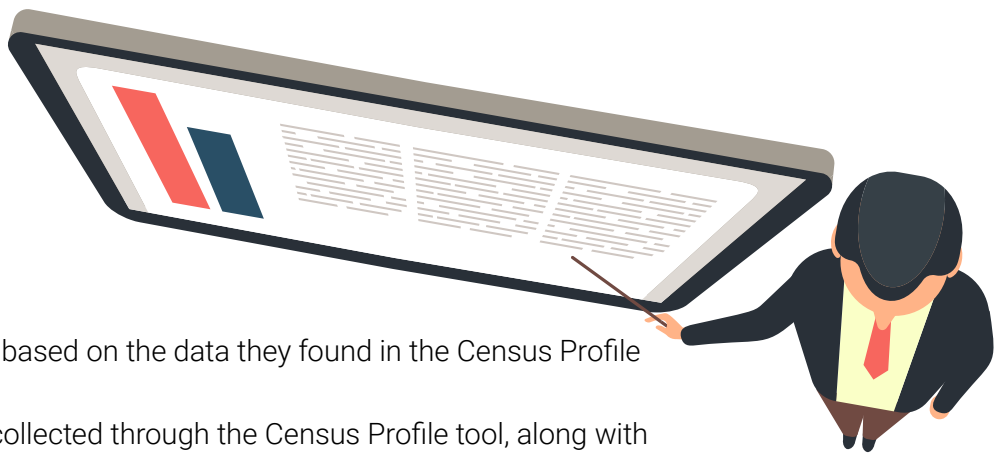 based on the data they found in the Census Profile
collected through the Census Profile tool, along with